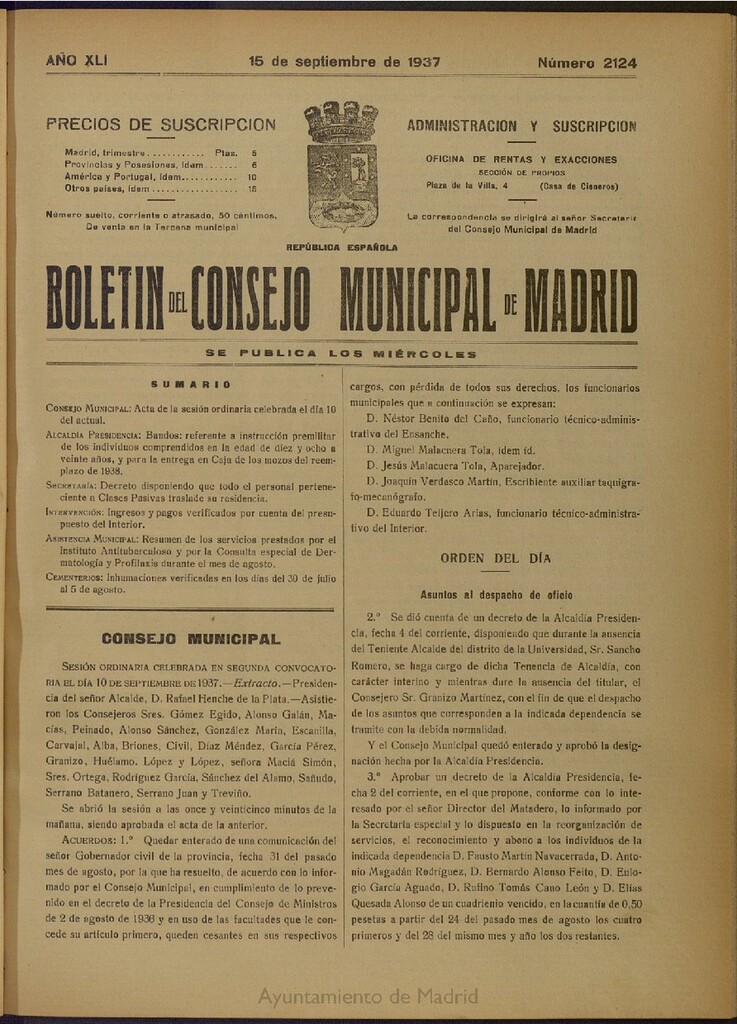 AÑO XLI 15 de septiembre de 1937 Número 2124
PRECIOS DE SUSCRIPCION
Madrid, trimestre............ Ptas. 5
Provincias y Posesiones, idem....... 6
América y Portugal, idem............ 10
Otros países, idem.................. 15
Número suelto, corriente o atrasado, 50 céntimos.
De venta en la Tercena municipal
ADMINISTRACION Y SUSCRIPCION
OFICINA DE RENTAS Y EXACCIONES
SECCIÓN DE PROPIOS
Plaza de la Villa, 4 (Casa de Cisneros)
La correspondencia se dirigirá al señor Secretario
del Consejo Municipal de Madrid
REPÚBLICA ESPAÑOLA
BOLETIN DEL CONSEJO MUNICIPAL DE MADRID
SE PUBLICA LOS MIÉRCOLES
SUMARIO
CONSEJO MUNICIPAL: Acta de la sesión ordinaria celebrada el día 10
del actual.
ALCALDÍA PRESIDENCIA: Bandos: referente a instrucción premilitar
de los individuos comprendidos en la edad de diez y ocho a
veinte años, y para la entrega en Caja de los mozos del reem-
plazo de 1938.
SECRETARÍA: Decreto disponiendo que todo el personal pertene-
ciente a Clases Pasivas traslade su residencia.
INTERVENCIÓN: Ingresos y pagos verificados por cuenta del presu-
puesto del Interior.
ASISTENCIA MUNICIPAL: Resumen de los servicios prestados por el
Instituto Antituberculoso y por la Consulta especial de Der-
matología y Profilaxis durante el mes de agosto.
CEMENTERIOS: Inhumaciones verificadas en los días del 30 de julio
al 5 de agosto.
CONSEJO MUNICIPAL
SESIÓN ORDINARIA CELEBRADA EN SEGUNDA CONVOCATO-
RIA EL DÍA 10 DE SEPTIEMBRE DE 1937.—Extracto.—Presiden-
cia del señor Alcalde, D. Rafael Henche de la Plata.—Asistie-
ron los Consejeros Sres. Gómez Egido, Alonso Galán, Ma-
cías, Peinado, Alonso Sánchez, González Marín, Escanilla,
Carvajal, Alba, Briones, Civil, Díaz Méndez, García Pérez,
Granizo, Huélamo, López y López, señora Maciá Simón,
Sres. Ortega, Rodríguez García, Sánchez del Alamo, Sañudo,
Serrano Batanero, Serrano Juan y Treviño.
Se abrió la sesión a las once y veinticinco minutos de la
mañana, siendo aprobada el acta de la anterior.
ACUERDOS: 1.º Quedar enterado de una comunicación del
señor Gobernador civil de la provincia, fecha 31 del pasado
mes de agosto, por la que ha resuelto, de acuerdo con lo infor-
mado por el Consejo Municipal, en cumplimiento de lo preve-
nido en el decreto de la Presidencia del Consejo de Ministros
de 2 de agosto de 1936 y en uso de las facultades que le con-
cede su artículo primero, queden cesantes en sus respectivos
cargos, con pérdida de todos sus derechos, los funcionarios
municipales que a continuación se expresan:
D. Néstor Benito del Caño, funcionario técnico-adminis-
trativo del Ensanche.
D. Miguel Malacuera Tola, ídem íd.
D. Jesús Malacuera Tola, Aparejador.
D. Joaquín Verdasco Martín, Escribiente auxiliar taquígra-
fo-mecanógrafo.
D. Eduardo Teijero Arias, funcionario técnico-administra-
tivo del Interior.
ORDEN DEL DÍA
Asuntos al despacho de oficio
2.º Se dió cuenta de un decreto de la Alcaldía Presiden-
cia, fecha 4 del corriente, disponiendo que durante la ausencia
del Teniente Alcalde del distrito de la Universidad, Sr. Sancho
Romero, se haga cargo de dicha Tenencia de Alcaldía, con
carácter interino y mientras dure la ausencia del titular, el
Consejero Sr. Granizo Martínez, con el fin de que el despacho
de los asuntos que corresponden a la indicada dependencia se
tramite con la debida normalidad.
Y el Consejo Municipal quedó enterado y aprobó la desig-
nación hecha por la Alcaldía Presidencia.
3.º Aprobar un decreto de la Alcaldía Presidencia, fe-
cha 2 del corriente, en el que propone, conforme con lo inte-
resado por el señor Director del Matadero, lo informado por
la Secretaría especial y lo dispuesto en la reorganización de
servicios, el reconocimiento y abono a los individuos de la
indicada dependencia D. Fausto Martín Navacerrada, D. Anto-
nio Magadán Rodríguez, D. Bernardo Alonso Feito, D. Eulo-
gio García Aguado, D. Rufino Tomás Cano León y D. Elías
Quesada Alonso de un cuadrienio vencido, en la cuantía de 0,50
pesetas a partir del 24 del pasado mes de agosto los cuatro
primeros y del 28 del mismo mes y año los dos restantes.
Ayuntamiento de Madrid